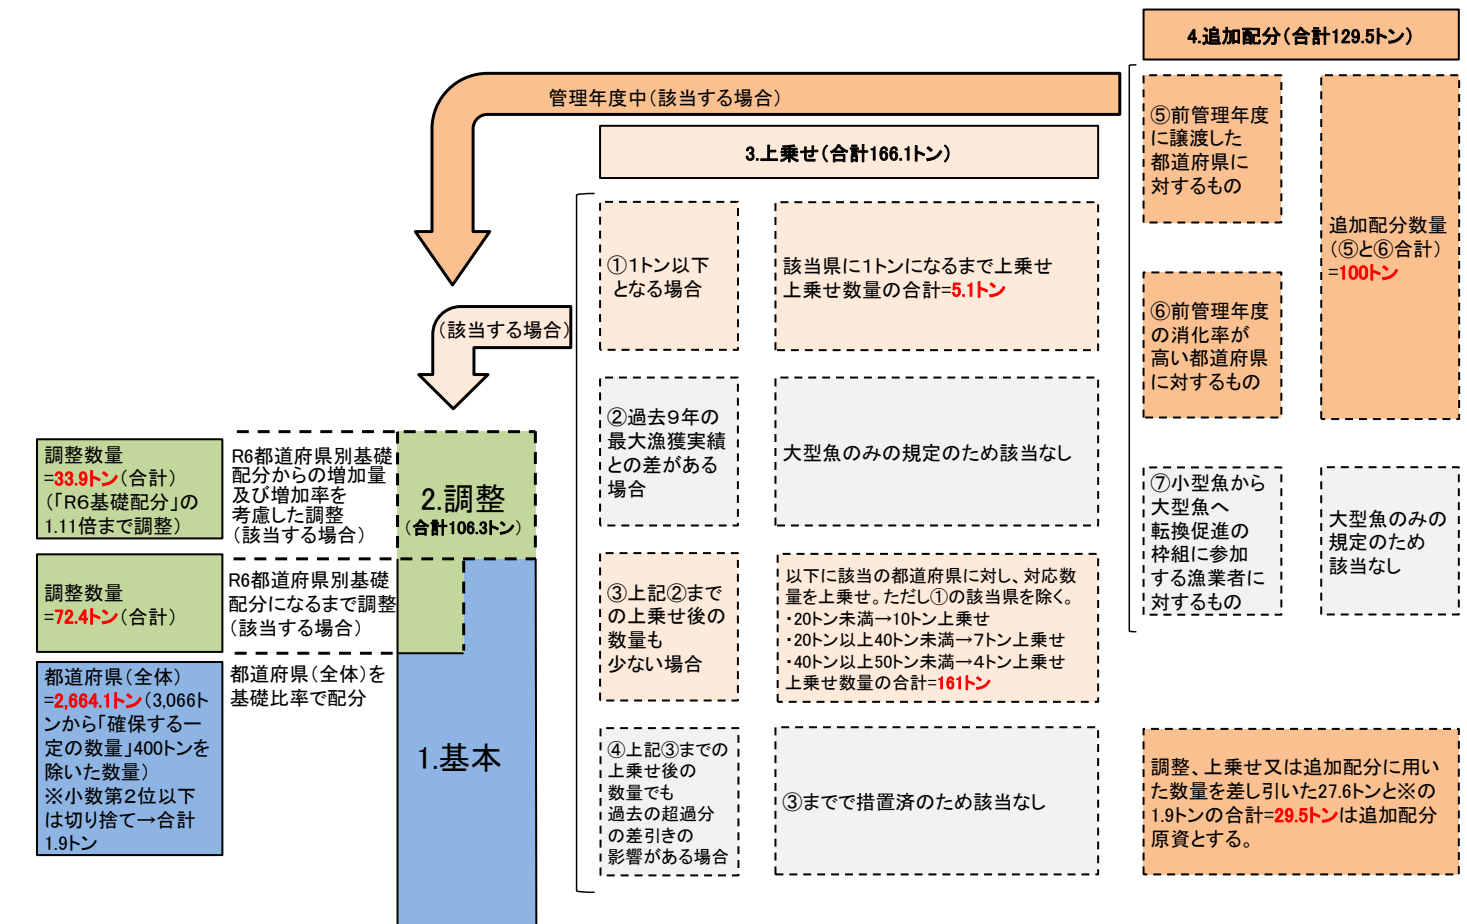 4.追加配分(合計129.5トン)
管理年度中(該当する場合)
⑤前管理年度
に譲渡した
都道府県に
対するもの
追加配分数量
(⑤と⑥合計)
=100トン
⑥前管理年度
の消化率が
高い都道府県
に対するもの
⑦小型魚から
大型魚へ
転換促進の
枠組に参加
する漁業者に
対するもの
大型魚のみの
規定のため
該当なし
調整、上乗せ又は追加配分に用い
た数量を差し引いた27.6トンと※の
1.9トンの合計=29.5トンは追加配分
原資とする。
3.上乗せ(合計166.1トン)
(該当する場合)
①1トン以下
となる場合
該当県に1トンになるまで上乗せ
上乗せ数量の合計=5.1トン
②過去9年の
最大漁獲実績
との差がある
場合
大型魚のみの規定のため該当なし
③上記②まで
の上乗せ後の
数量も
少ない場合
以下に該当の都道府県に対し、対応数
量を上乗せ。ただし①の該当県を除く。
・20トン未満→10トン上乗せ
・20トン以上40トン未満→7トン上乗せ
・40トン以上50トン未満→4トン上乗せ
上乗せ数量の合計=161トン
④上記③までの
上乗せ後の
数量でも
過去の超過分
の差引きの
影響がある場合
③までで措置済のため該当なし
調整数量
=33.9トン(合計)
(「R6基礎配分」の
1.11倍まで調整)
R6都道府県別基礎
配分からの増加量
及び増加率を
考慮した調整
(該当する場合)
2.調整
(合計106.3トン)
調整数量
=72.4トン(合計)
R6都道府県別基礎
配分になるまで調整
(該当する場合)
都道府県(全体)
=2,664.1トン(3,066ト
ンから「確保する一
定の数量」400トンを
除いた数量)
※小数第2位以下
は切り捨て→合計
1.9トン
都道府県(全体)を
基礎比率で配分
1.基本